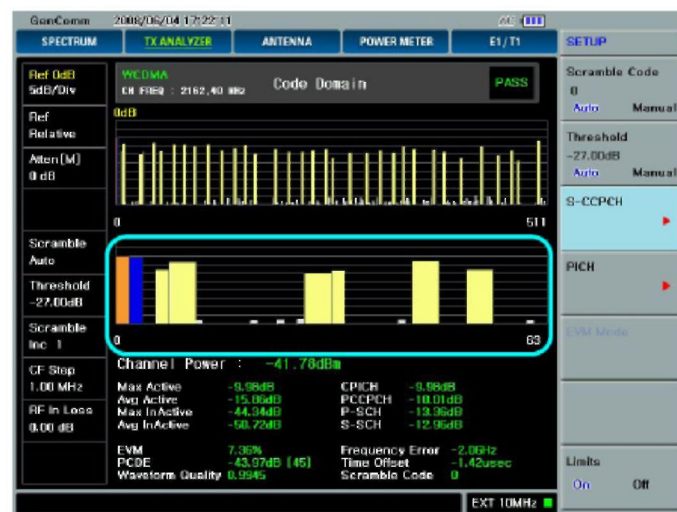 GenComm 2008/06/04 17:22:11 AC
SPECTRUM TX ANALYZER ANTENNA POWER METER E1/T1 SETUP
Ref 0dB
5dB/Div
Ref
Relative
Atten[M]
0 dB
Scramble
Auto
Threshold
-27.00dB
Scramble
Inc 1
CF Step
1.00 MHz
RF in Loss
0.00 dB
WCDMA
CH FREQ : 2162.40 MHz
Code Domain
PASS
0dB
0 511
0 63
Channel Power : -41.78dBm
Max Active -9.98dB CPICH -9.98dB
Avg Active -15.86dB PCCPCH -10.01dB
Max InActive -44.34dB P-SCH -13.36dB
Avg InActive -50.72dB S-SCH -12.96dB
EVM 7.36% Frequency Error -2.06Hz
PCDE -43.97dB [45] Time Offset -1.42usec
Waveform Quality 0.9945 Scramble Code 0
EXT 10MHz
Scramble Code
0
Auto Manual
Threshold
-27.00dB
Auto Manual
S-CCPCH
PICH
EVM Mode
Limits
On Off